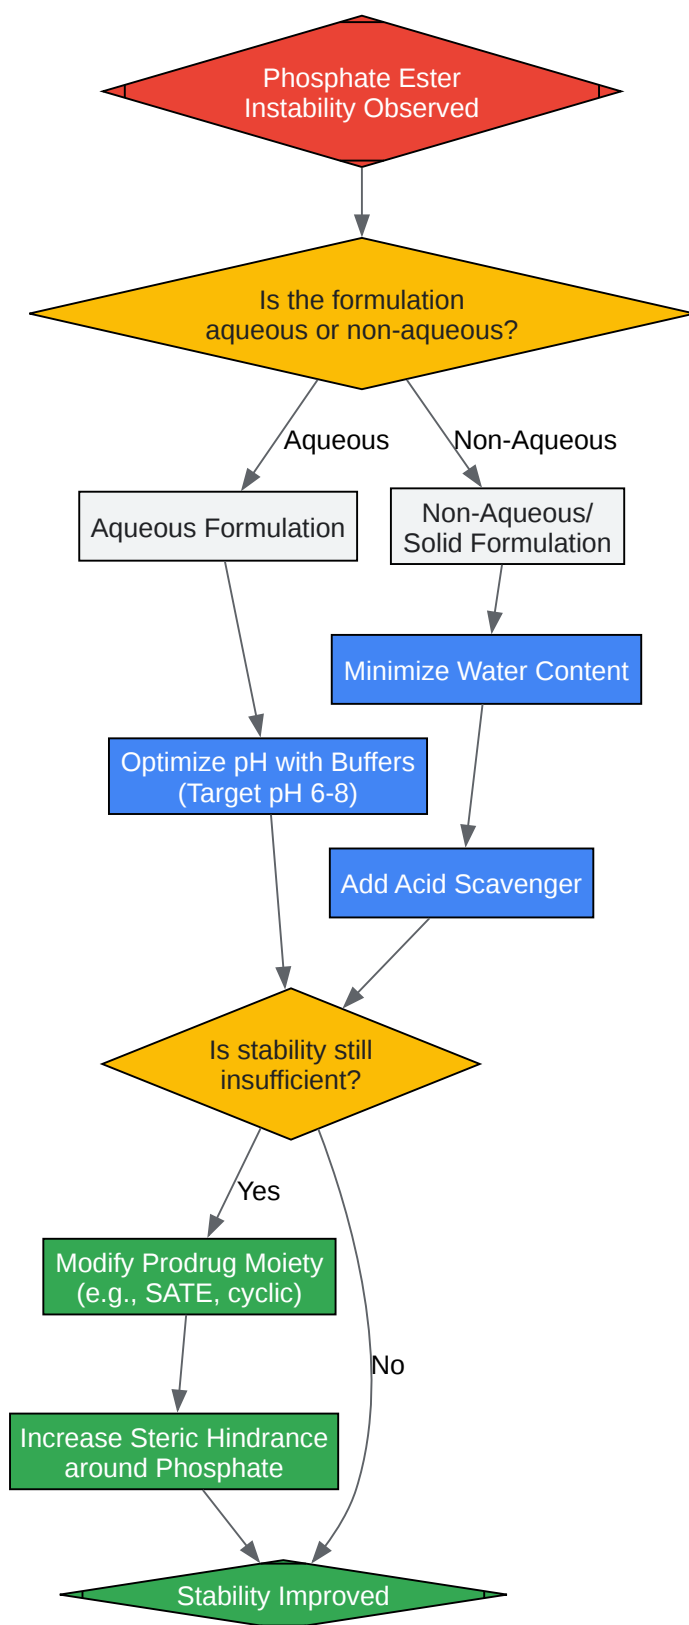 Phosphate Ester
Instability Observed
Is the formulation
aqueous or non-aqueous?
Aqueous
Non-Aqueous
Aqueous Formulation
Non-Aqueous/
Solid Formulation
Minimize Water Content
Optimize pH with Buffers
(Target pH 6-8)
Add Acid Scavenger
Is stability still
insufficient?
Yes
Modify Prodrug Moiety
(e.g., SATE, cyclic)
No
Increase Steric Hindrance
around Phosphate
Stability Improved